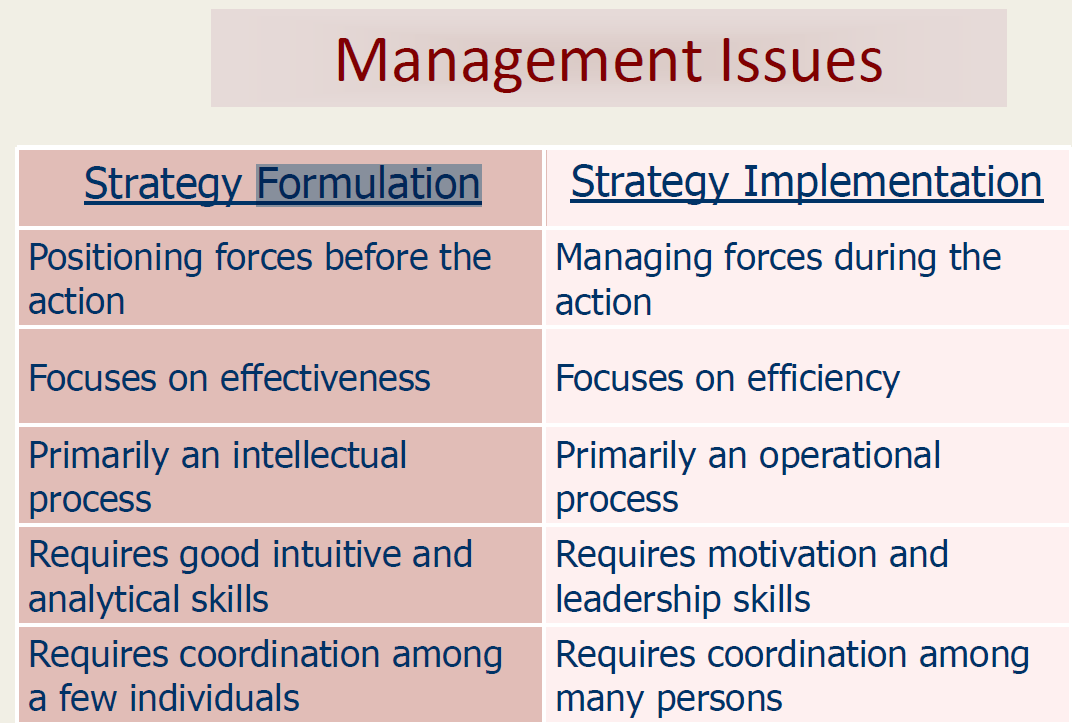 Management Issues
Strategy Formulation
Strategy Implementation
Positioning forces before the
action
Managing forces during the
action
Focuses on effectiveness
Focuses on efficiency
Primarily an intellectual
process
Primarily an operational
process
Requires good intuitive and
analytical skills
Requires motivation and
leadership skills
Requires coordination among
a few individuals
Requires coordination among
many persons